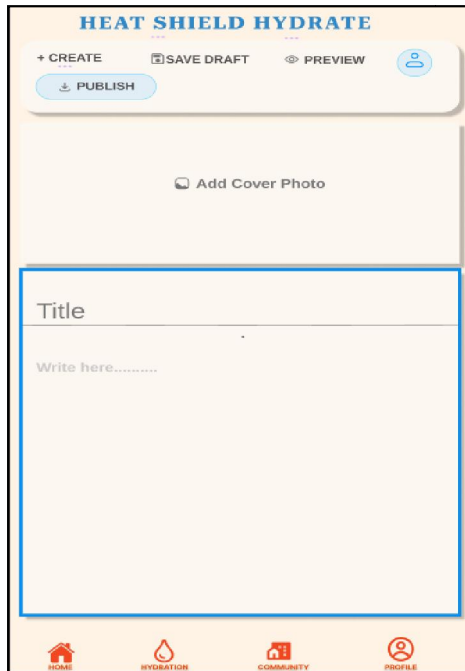 HEAT SHIELD HYDRATE
+ CREATE SAVE DRAFT PREVIEW
PUBLISH
Add Cover Photo
Title
Write here..........
HOME HYDRATION COMMUNITY PROFILE